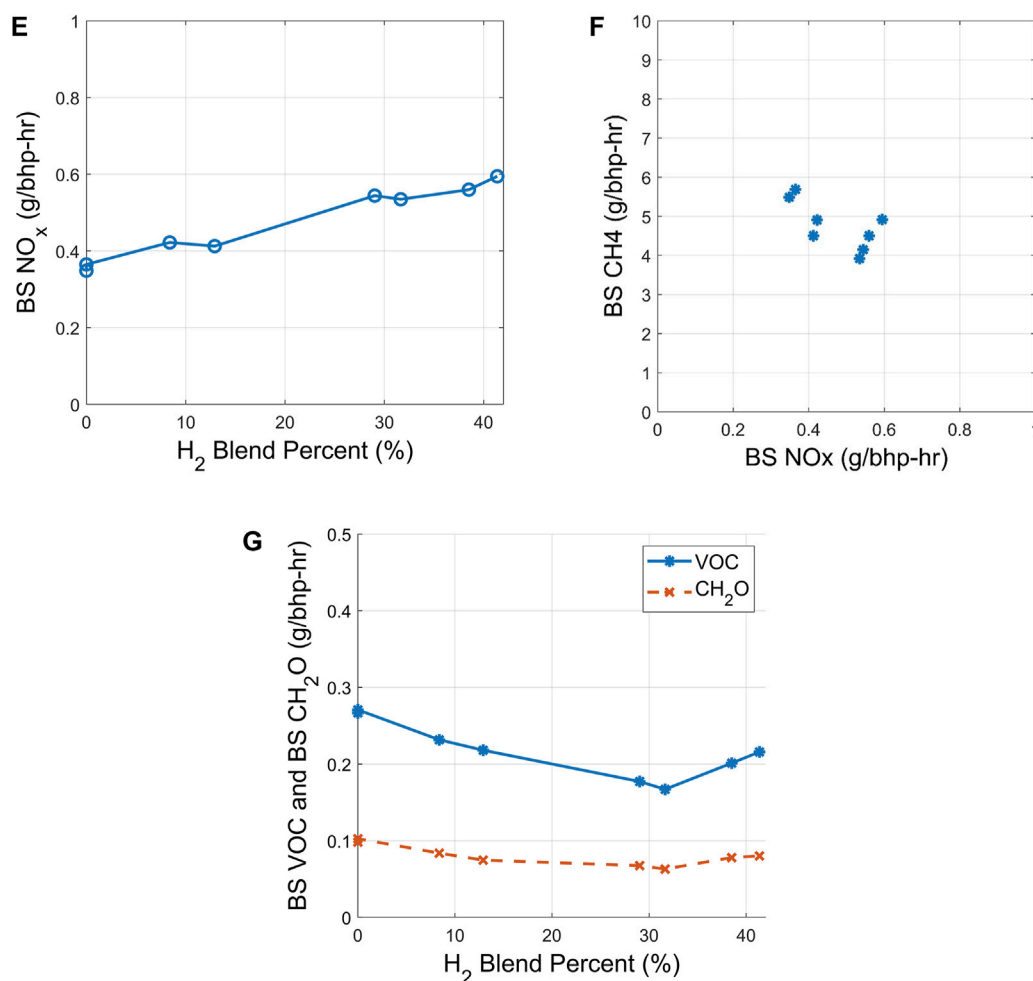 E
1
0.8
0.6
0.4
0.2
0
BS NOx (g/bhp-hr)
0 10 20 30 40
H2 Blend Percent (%)
F
10
9
8
7
6
5
4
3
2
1
0
BS CH4 (g/bhp-hr)
0 0.2 0.4 0.6 0.8
BS NOx (g/bhp-hr)
G
0.5
0.4
0.3
0.2
0.1
0
BS VOC and BS CH2O (g/bhp-hr)
VOC
CH2O
0 10 20 30 40
H2 Blend Percent (%)